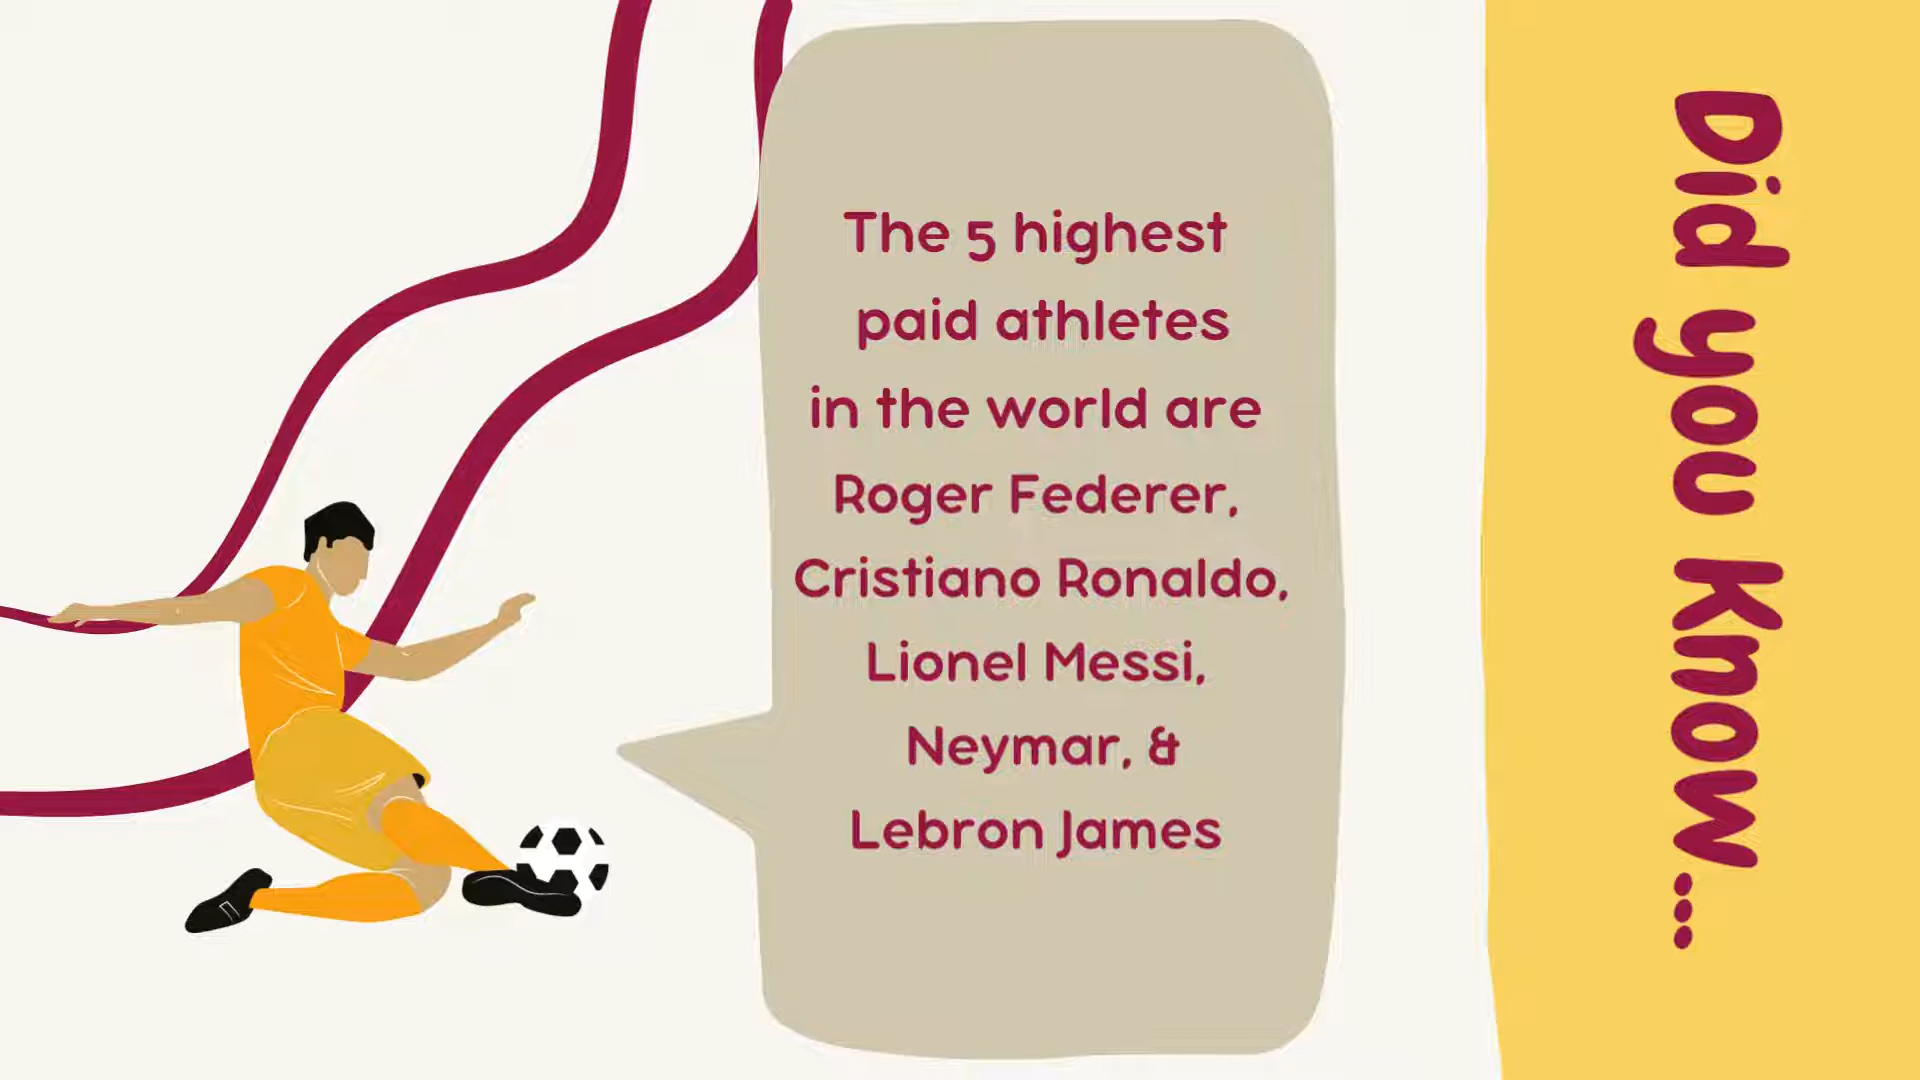 The 5 highest
paid athletes
in the world are
Roger Federer,
Cristiano Ronaldo,
Lionel Messi,
Neymar, &
Lebron James
Did you Know...